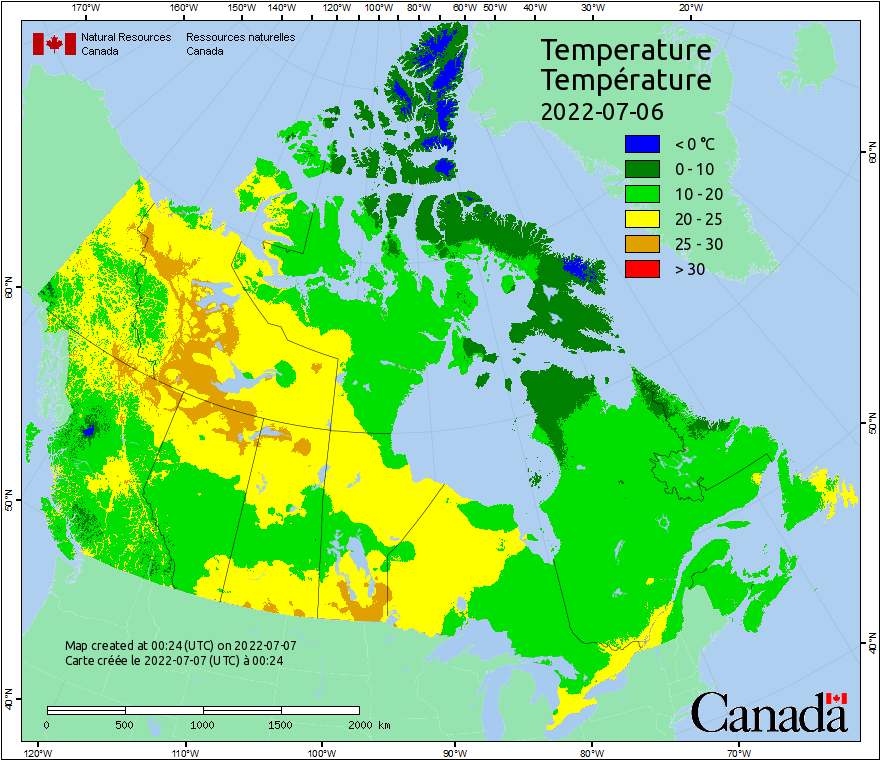 170°W 160°W 150°W 140°W 120°W 100°W 80°W 60°W 50°W 40°W 30°W 20°W
Natural Resources Canada
Ressources naturelles Canada
Temperature
Température
2022-07-06
< 0 °C
0 - 10
10 - 20
20 - 25
25 - 30
> 30
60°N
50°N
40°N
60°N
50°N
40°N
Map created at 00:24 (UTC) on 2022-07-07
Carte créée le 2022-07-07 (UTC) à 00:24
0 500 1000 1500 2000 km
Canada
120°W 110°W 100°W 90°W 80°W 70°W